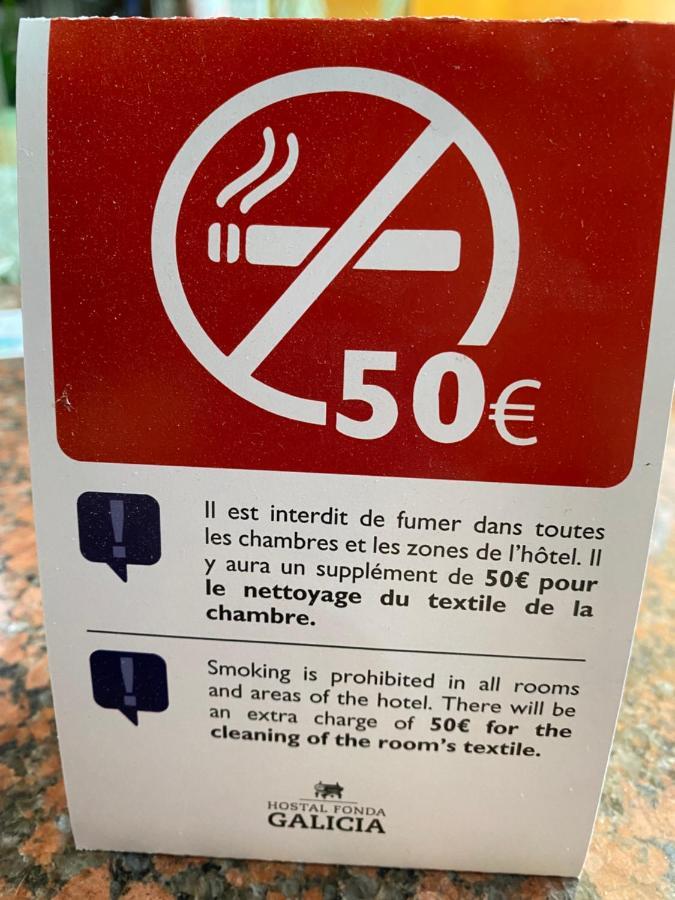 50€
Il est interdit de fumer dans toutes
les chambres et les zones de l'hôtel. Il
y aura un supplément de 50€ pour
le nettoyage du textile de la
chambre.
Smoking is prohibited in all rooms
and areas of the hotel. There will be
an extra charge of 50€ for the
cleaning of the room's textile.
HOSTAL FONDA
GALICIA